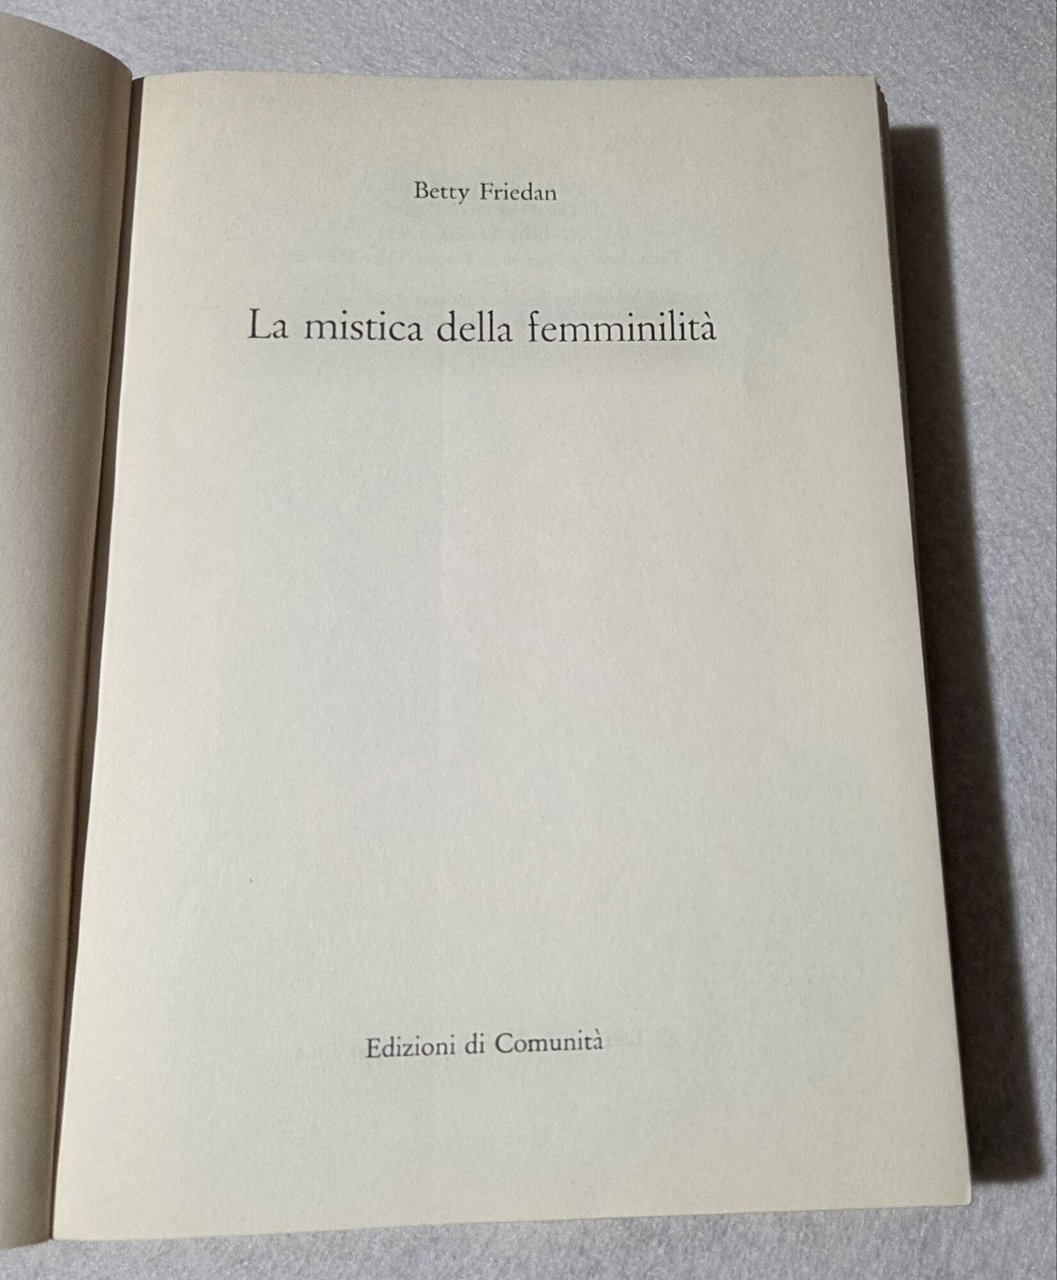 Betty Friedan
La mistica della femminilità
Edizioni di Comunità